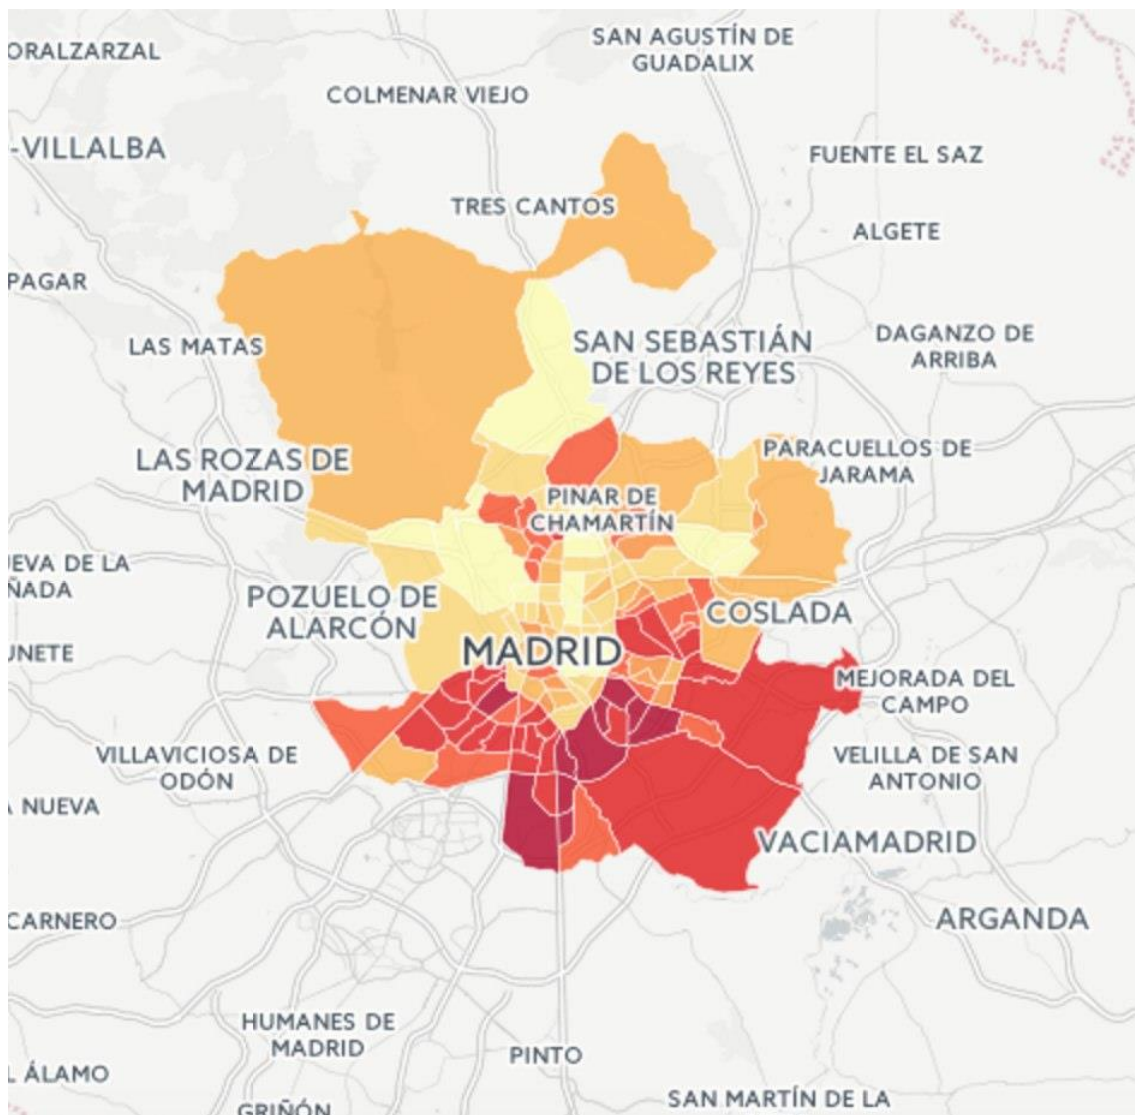 SAN AGUSTÍN DE
GUADALIX
ORALZARZAL
COLMENAR VIEJO
-VILLALBA
FUENTE EL SAZ
TRES CANTOS
ALGETE
PAGAR
LAS MATAS
SAN SEBASTIÁN
DE LOS REYES
DAGANZO DE
ARRIBA
LAS ROZAS DE
MADRID
PARACUELLOS DE
JARAMA
PINAR DE
CHAMARTÍN
EVA DE LA
ÑADA
POZUELO DE
ALARCÓN
COSLADA
UNETE
MADRID
MEJORADA DEL
CAMPO
VILLAVICIOSA DE
ODÓN
VELILLA DE SAN
ANTONIO
A NUEVA
VACIAMADRID
CARNERO
ARGANDA
HUMANES DE
MADRID
PINTO
L ÁLAMO
GRIÑÓN
SAN MARTÍN DE LA